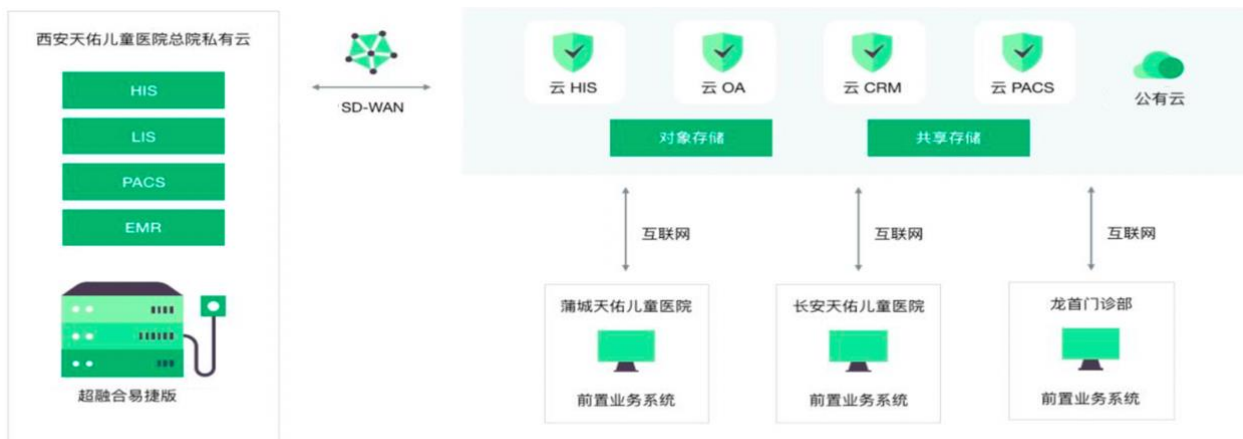 西安天佑儿童医院总院私有云
HIS
LIS
PACS
EMR
超融合易捷版
SD-WAN
云 HIS
云 OA
云 CRM
云 PACS
公有云
对象存储
共享存储
互联网
互联网
互联网
蒲城天佑儿童医院
前置业务系统
长安天佑儿童医院
前置业务系统
龙首门诊部
前置业务系统